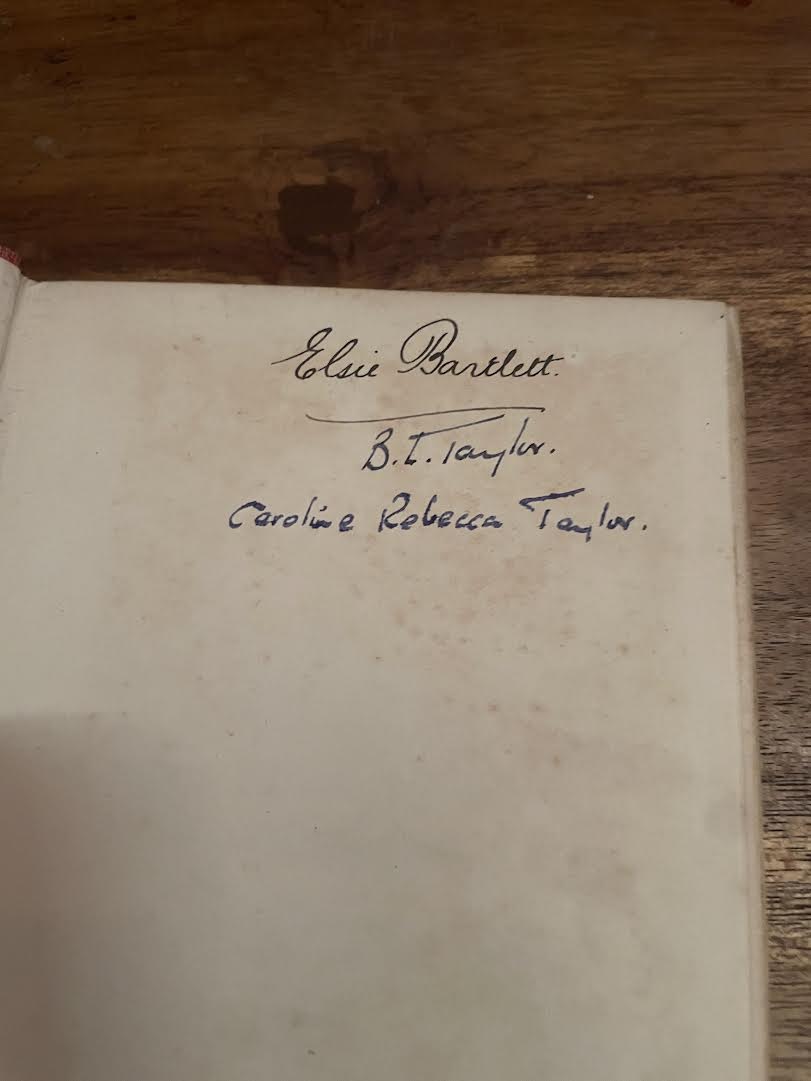 Elsie Bartlett.
B. I. Taylor.
Caroline Rebecca Taylor.